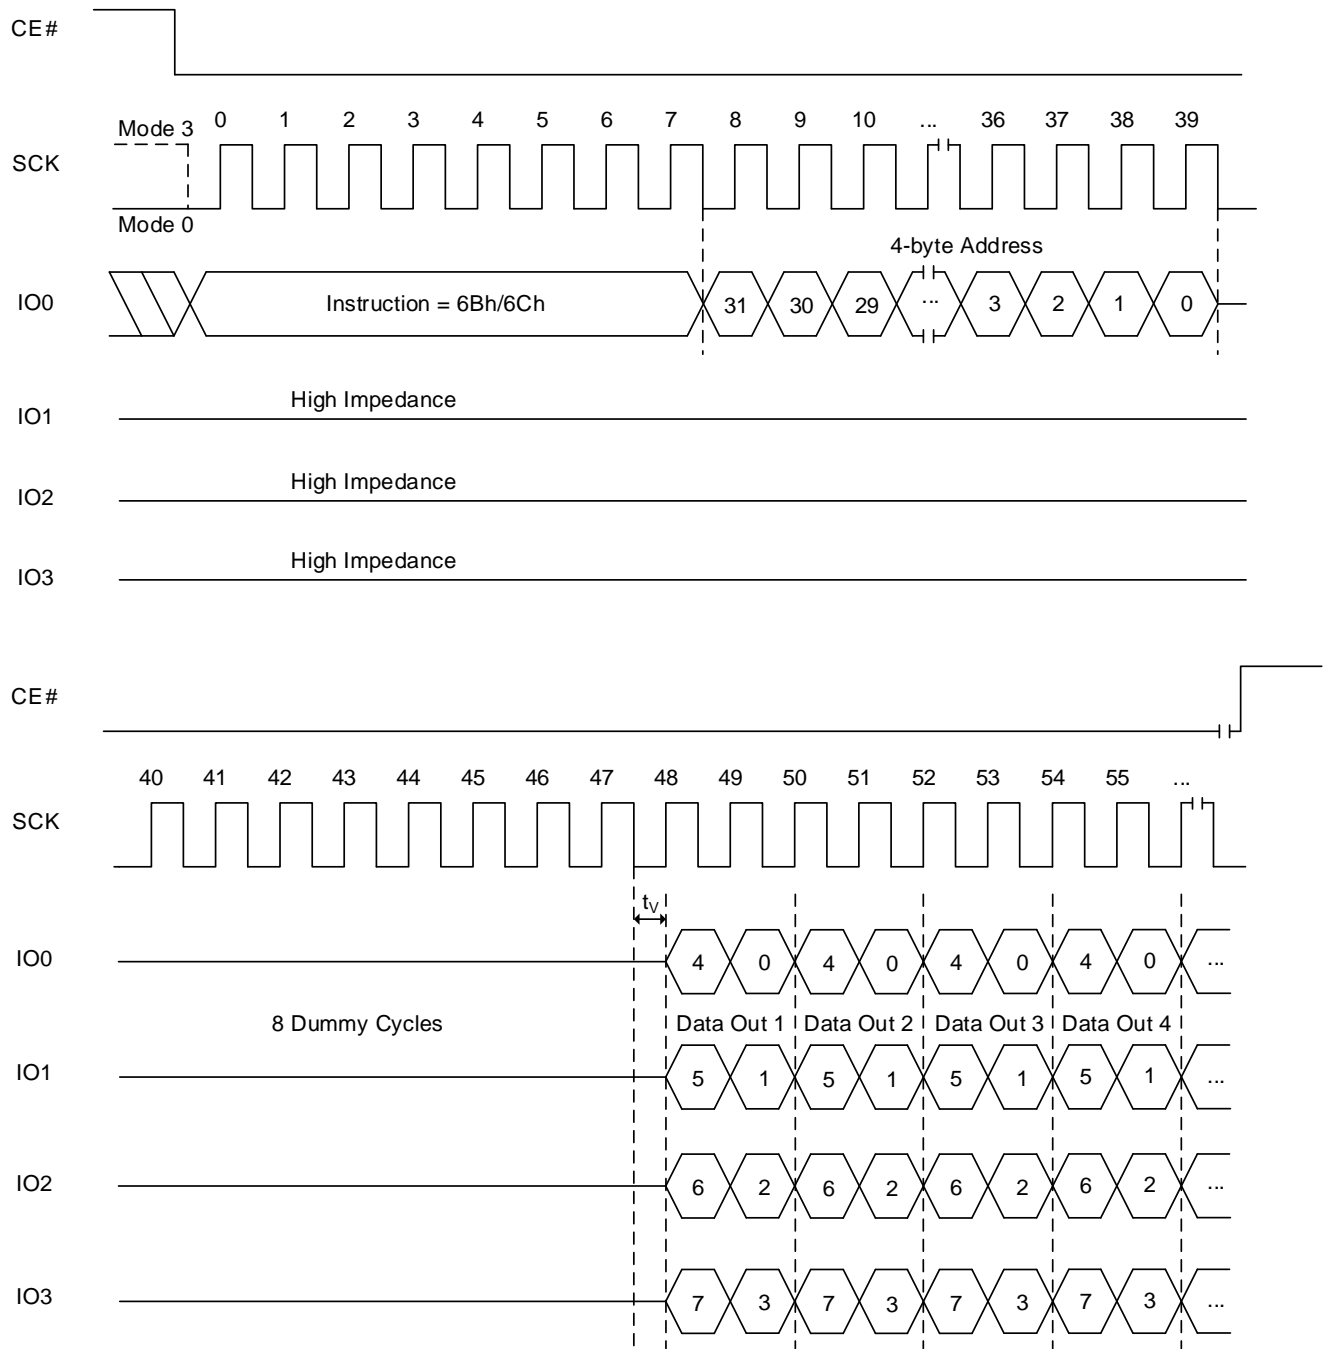 CE#
Mode 3 0 1 2 3 4 5 6 7 8 9 10 ... 36 37 38 39
SCK
Mode 0
4-byte Address
IO0 Instruction = 6Bh/6Ch 31 30 29 ... 3 2 1 0
High Impedance
IO1
High Impedance
IO2
High Impedance
IO3
CE#
40 41 42 43 44 45 46 47 48 49 50 51 52 53 54 55 ...
SCK
tV
IO0 4 0 4 0 4 0 4 0 ...
8 Dummy Cycles Data Out 1 Data Out 2 Data Out 3 Data Out 4
IO1 5 1 5 1 5 1 5 1 ...
IO2 6 2 6 2 6 2 6 2 ...
IO3 7 3 7 3 7 3 7 3 ...